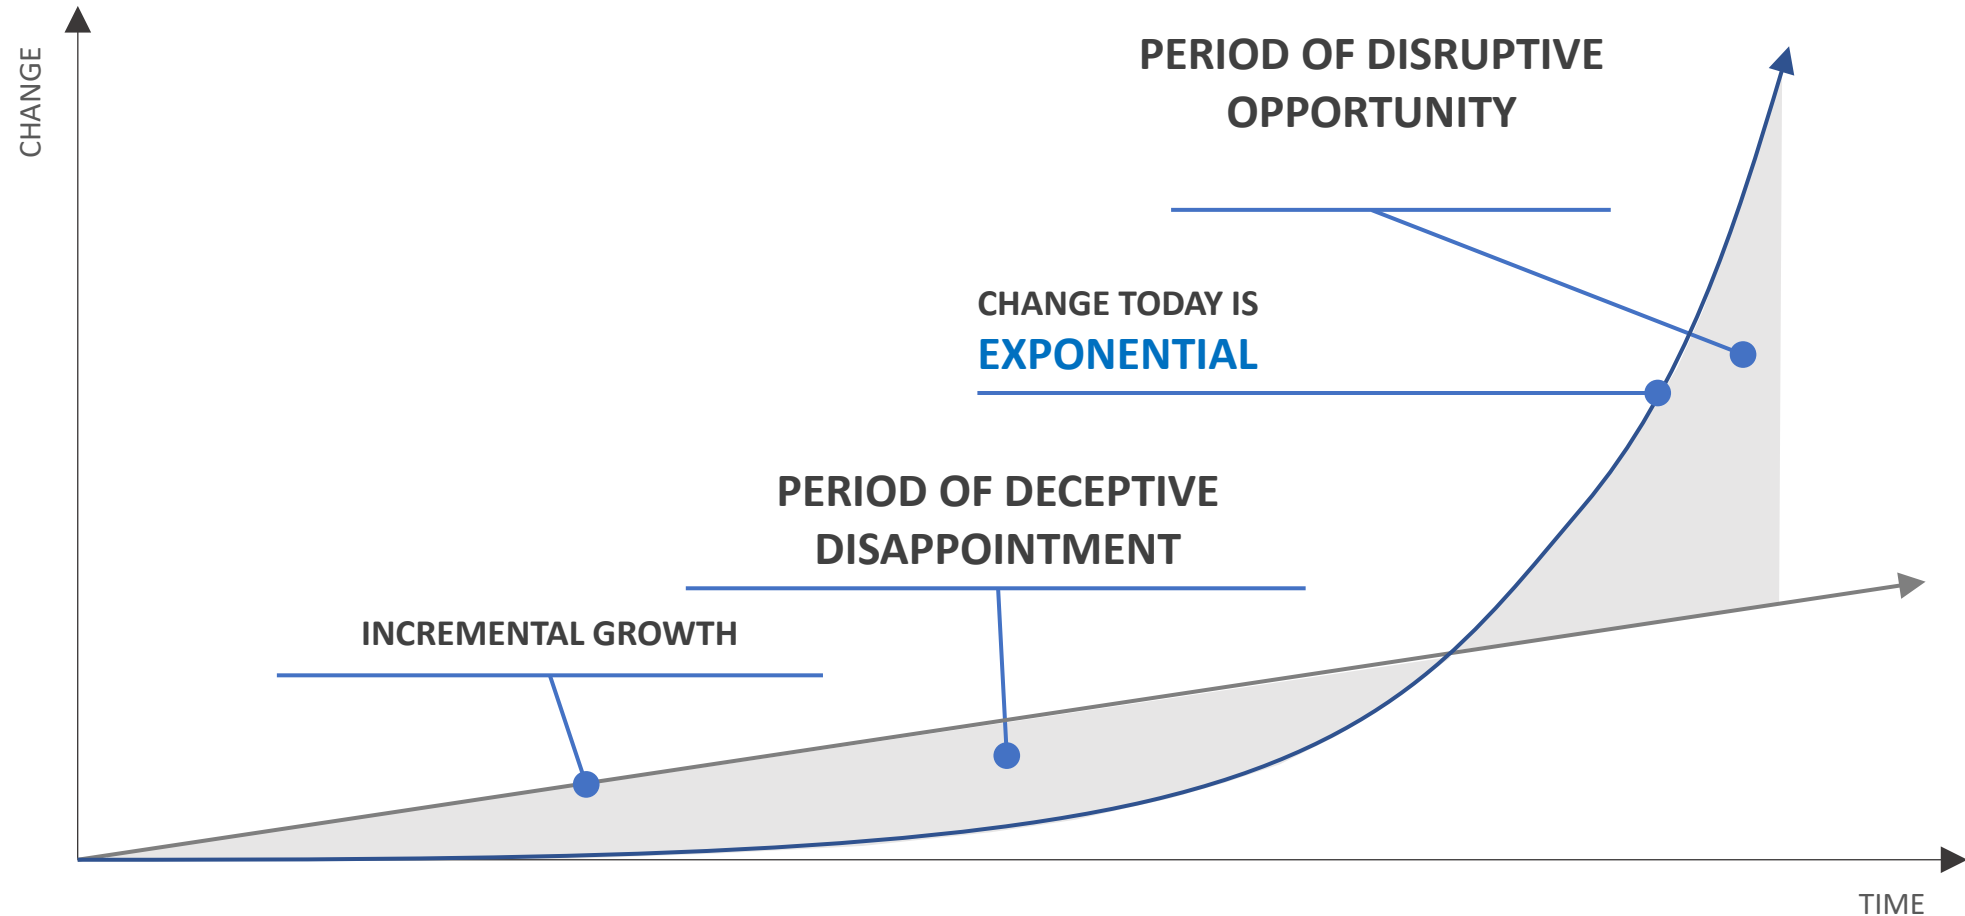 CHANGE
PERIOD OF DISRUPTIVE
OPPORTUNITY
CHANGE TODAY IS
EXPONENTIAL
PERIOD OF DECEPTIVE
DISAPPOINTMENT
INCREMENTAL GROWTH
TIME